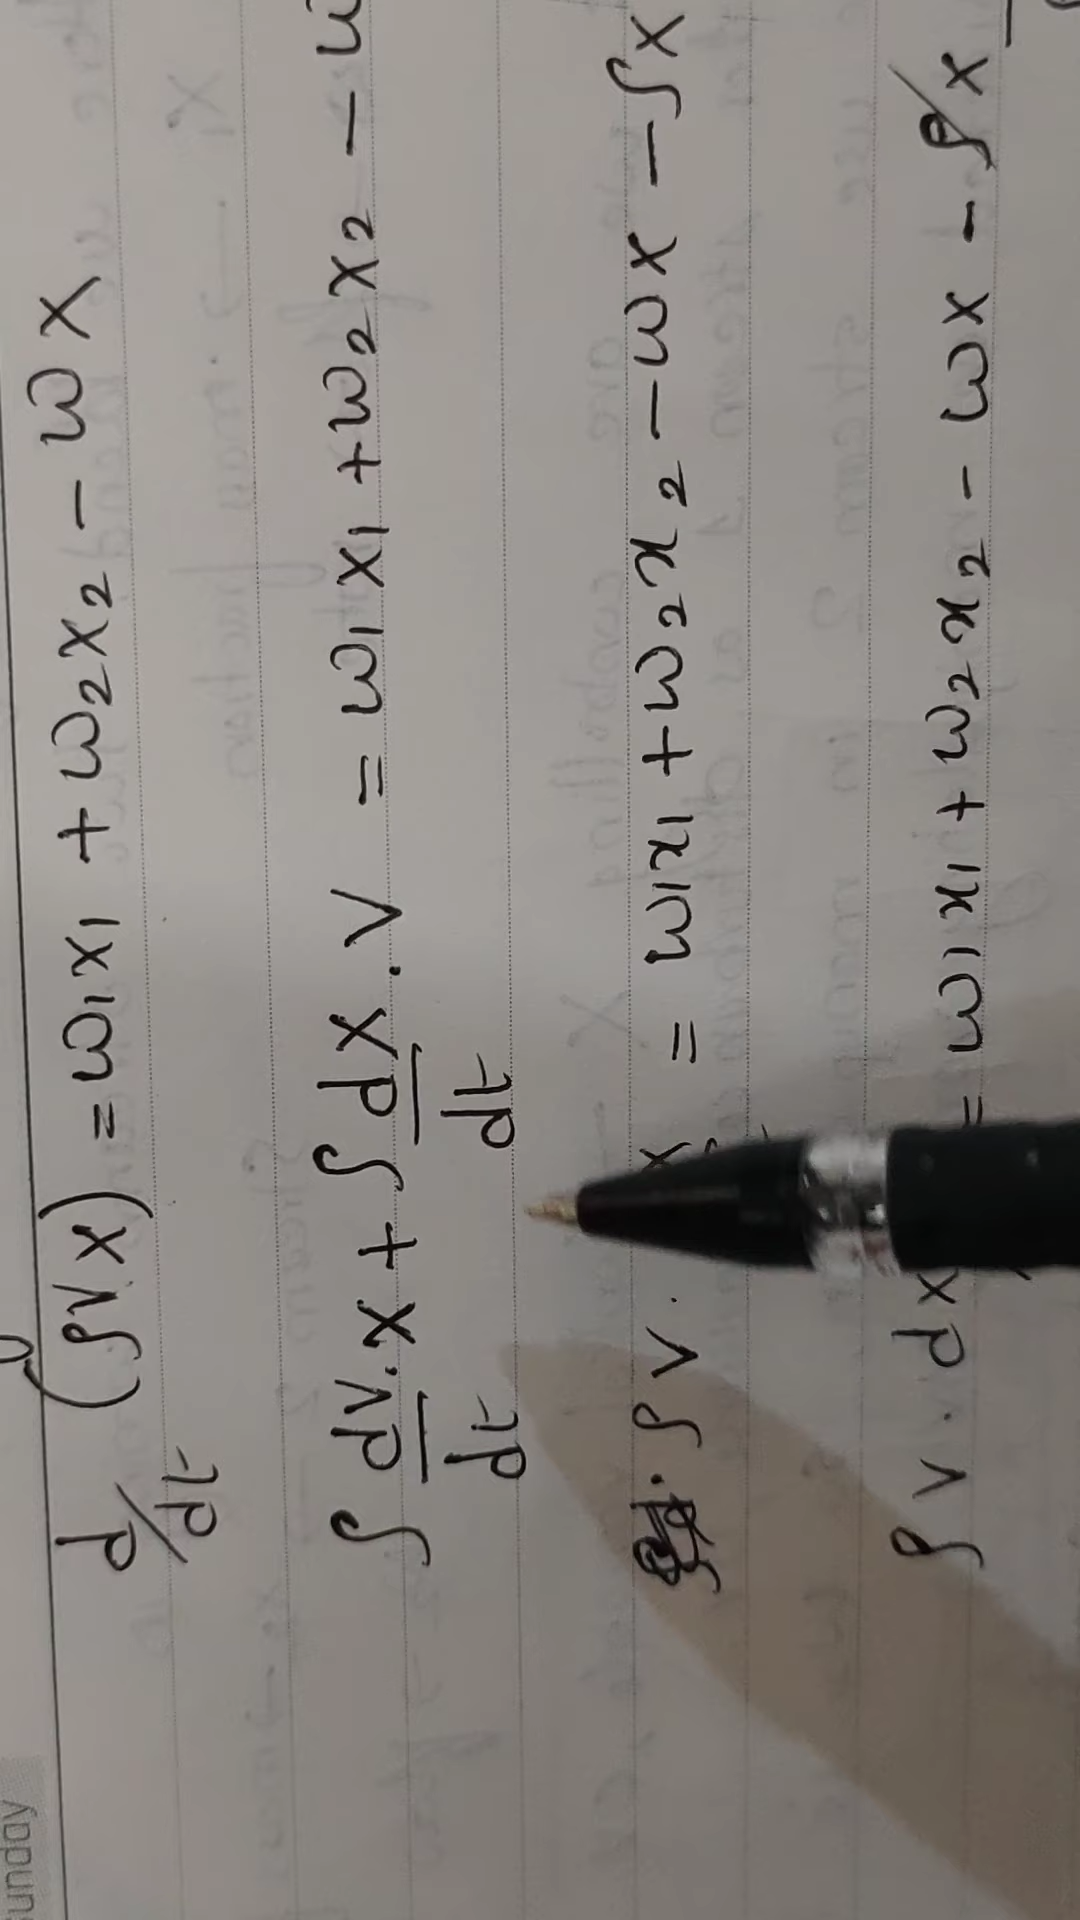 unday
d/dt (ρVX) = ω1X1 + ω2X2 − ωX
ρ dV/dt . X + ρ dX/dt . V = ω1X1 + ω2X2 −
. ρV . X = ω1x1 + ω2x2 − ωX − ρX
ρV . dX = ω1x1 + ω2x2 − ωX − ρX